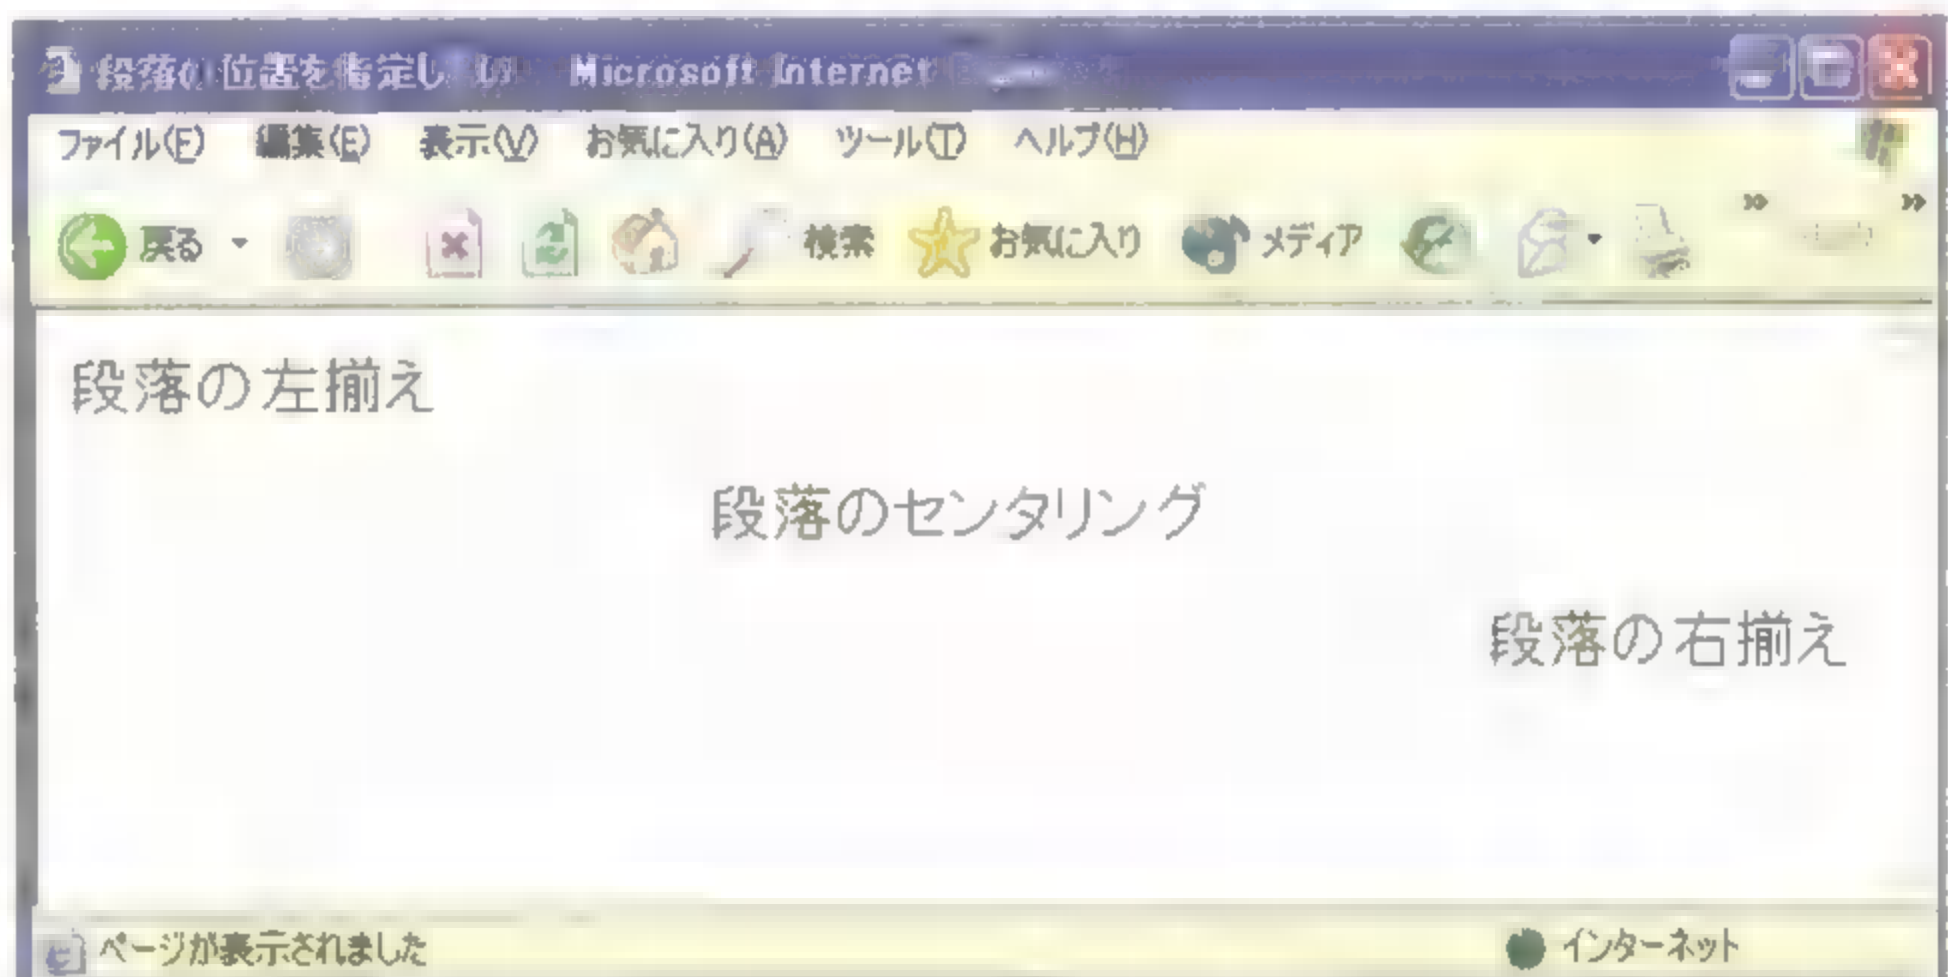 段落の位置を指定し Microsoft Internet
ファイル(F) 編集(E) 表示(V) お気に入り(A) ツール(T) ヘルプ(H)
戻る 検索 お気に入り メディア » »
段落の左揃え
段落のセンタリング
段落の右揃え
ページが表示されました インターネット